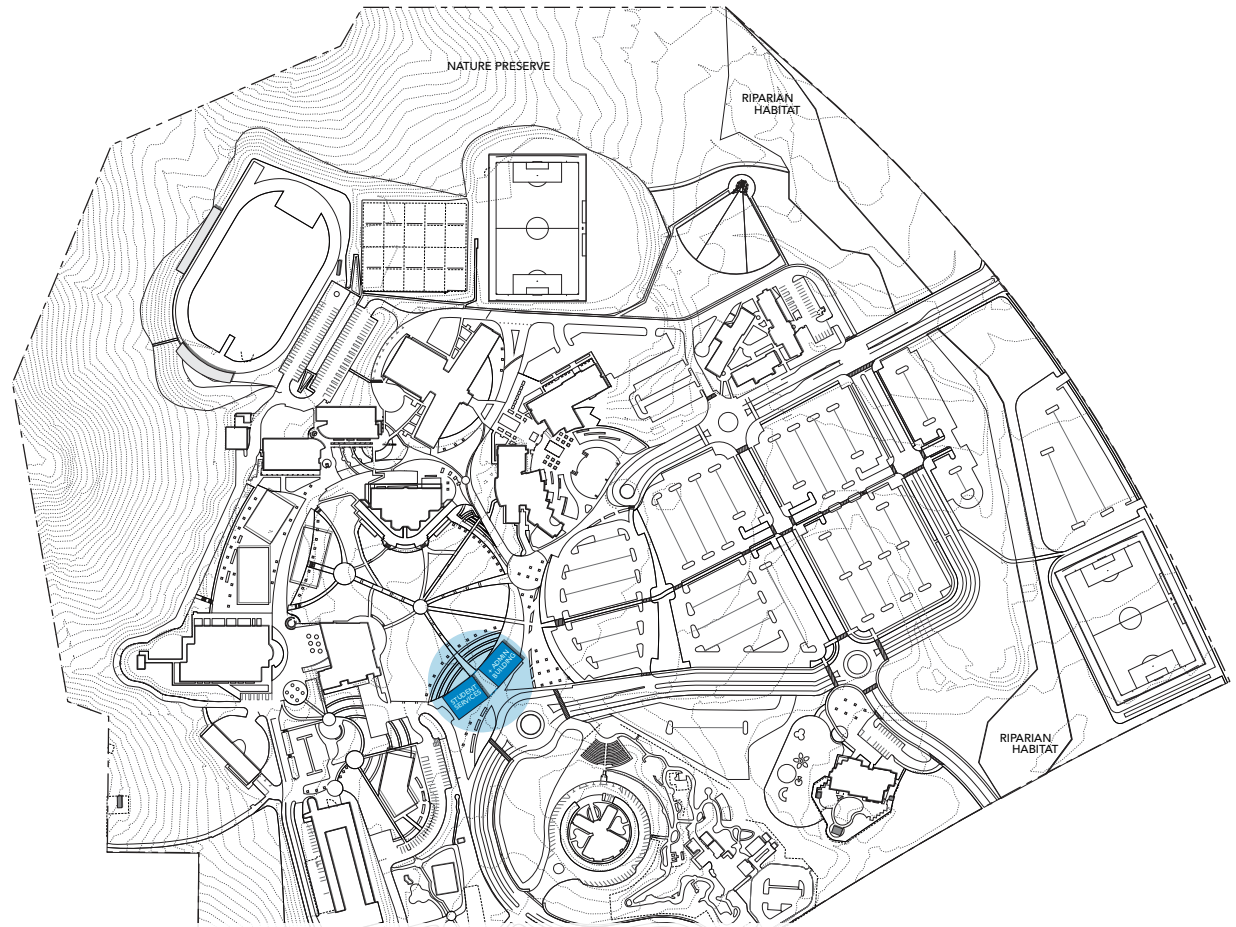 NATURE PRESERVE
RIPARIAN
HABITAT
+ ADMIN
BUILDING
STUDENT
SERVICES
RIPARIAN
HABITAT